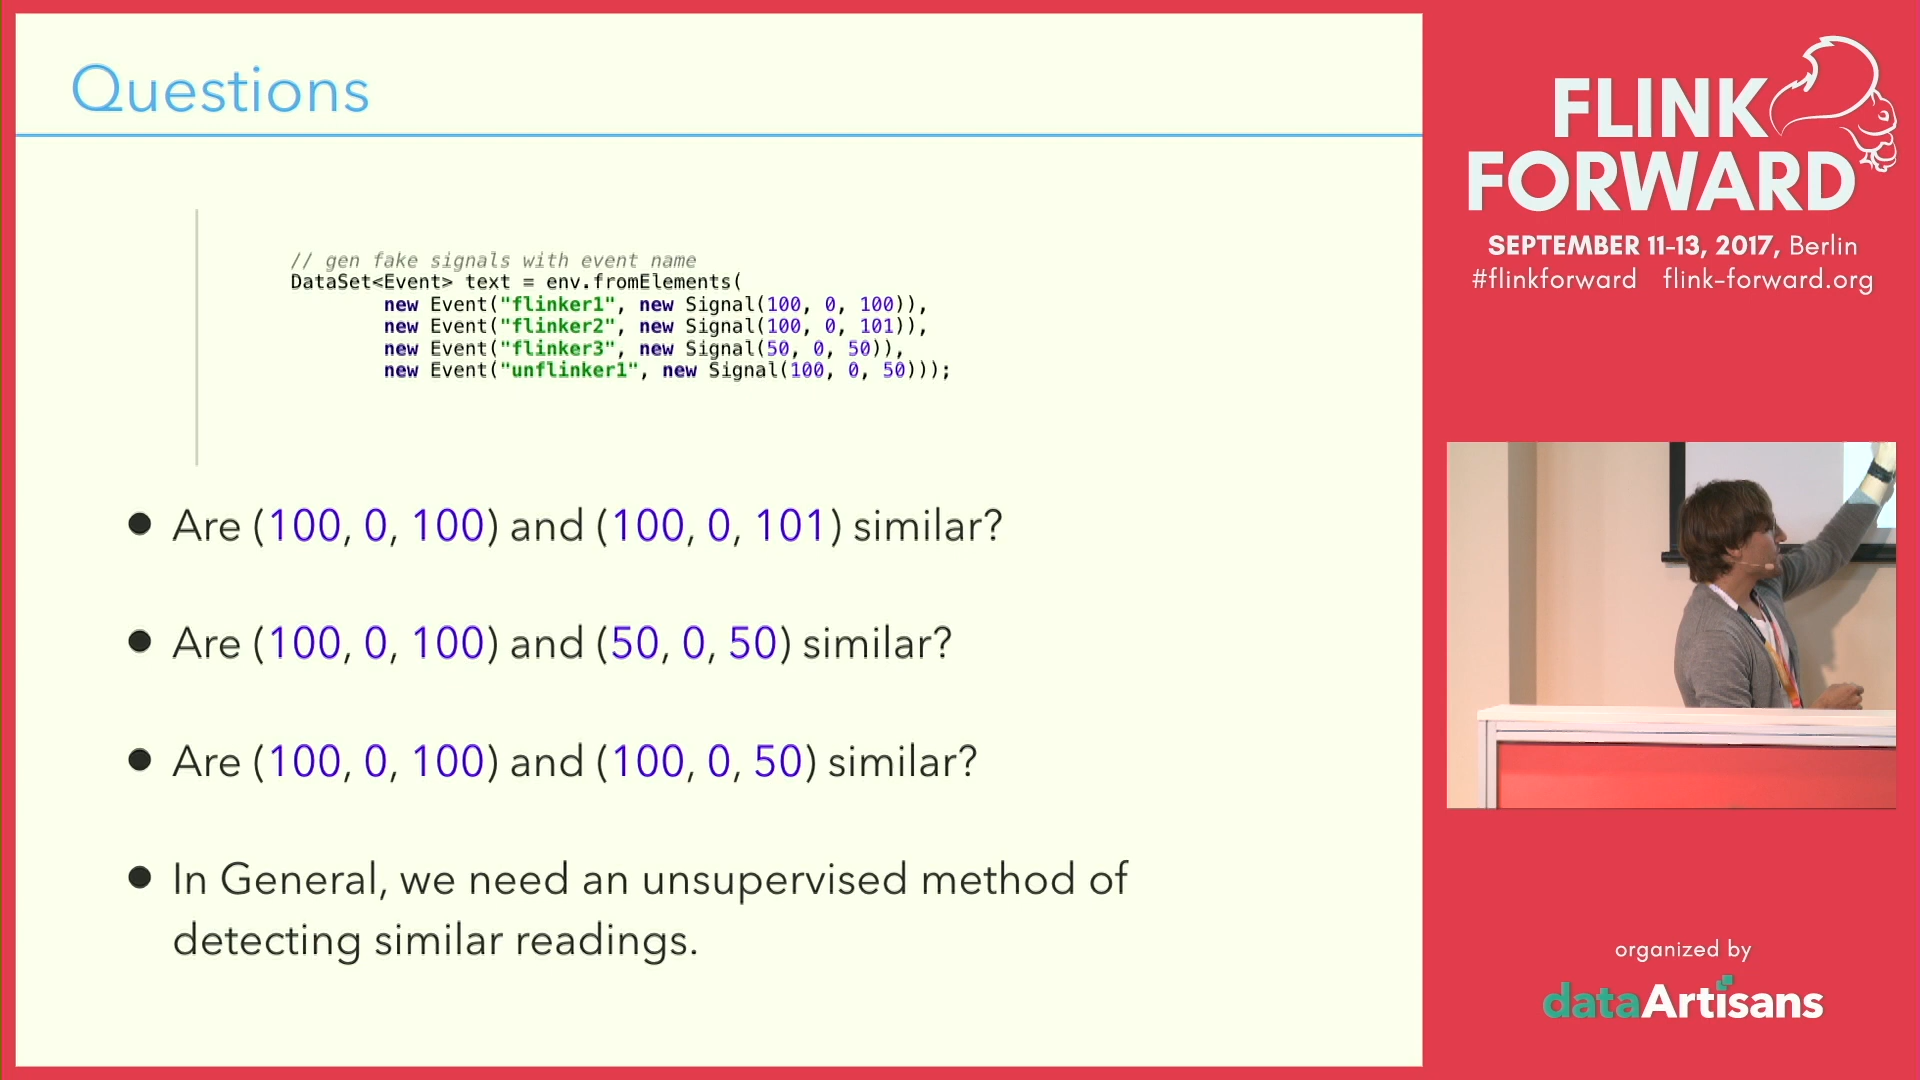 Questions
// gen fake signals with event name
DataSet<Event> text = env.fromElements(
new Event("flinker1", new Signal(100, 0, 100)),
new Event("flinker2", new Signal(100, 0, 101)),
new Event("flinker3", new Signal(50, 0, 50)),
new Event("unflinker1", new Signal(100, 0, 50)));
● Are (100, 0, 100) and (100, 0, 101) similar?
● Are (100, 0, 100) and (50, 0, 50) similar?
● Are (100, 0, 100) and (100, 0, 50) similar?
● In General, we need an unsupervised method of
detecting similar readings.
FLINK
FORWARD
SEPTEMBER 11-13, 2017, Berlin
#flinkforward flink-forward.org
organized by
dataArtisans